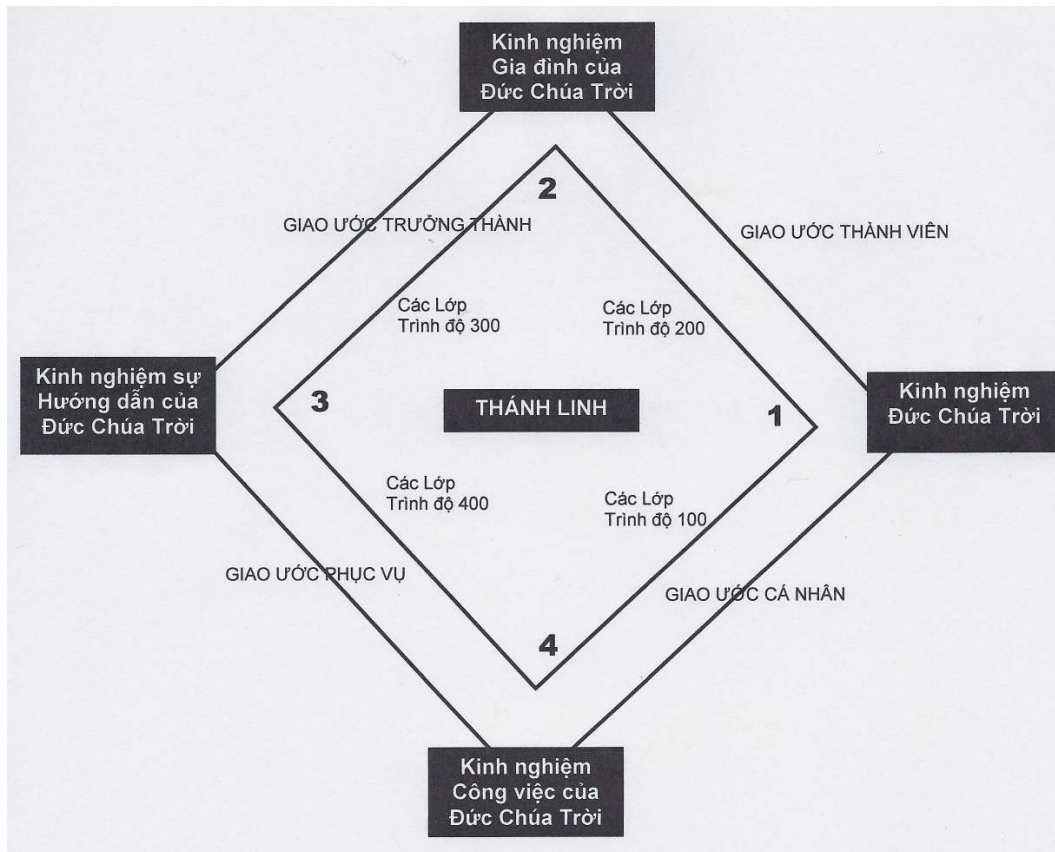 Kinh nghiệm
Gia đình của
Đức Chúa Trời
2
GIAO ƯỚC TRƯỞNG THÀNH
GIAO ƯỚC THÀNH VIÊN
Các Lớp
Trình độ 300
Các Lớp
Trình độ 200
Kinh nghiệm sự
Hướng dẫn của
Đức Chúa Trời
3
THÁNH LINH
1
Kinh nghiệm
Đức Chúa Trời
Các Lớp
Trình độ 400
Các Lớp
Trình độ 100
GIAO ƯỚC PHỤC VỤ
GIAO ƯỚC CÁ NHÂN
4
Kinh nghiệm
Công việc của
Đức Chúa Trời